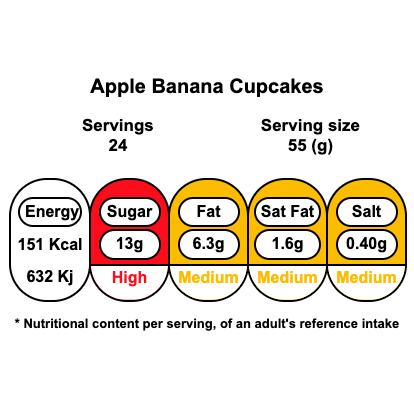 Apple Banana Cupcakes
Servings Serving size
24 55 (g)
Energy Sugar Fat Sat Fat Salt
151 Kcal 13g 6.3g 1.6g 0.40g
632 Kj High Medium Medium Medium
* Nutritional content per serving, of an adult's reference intake